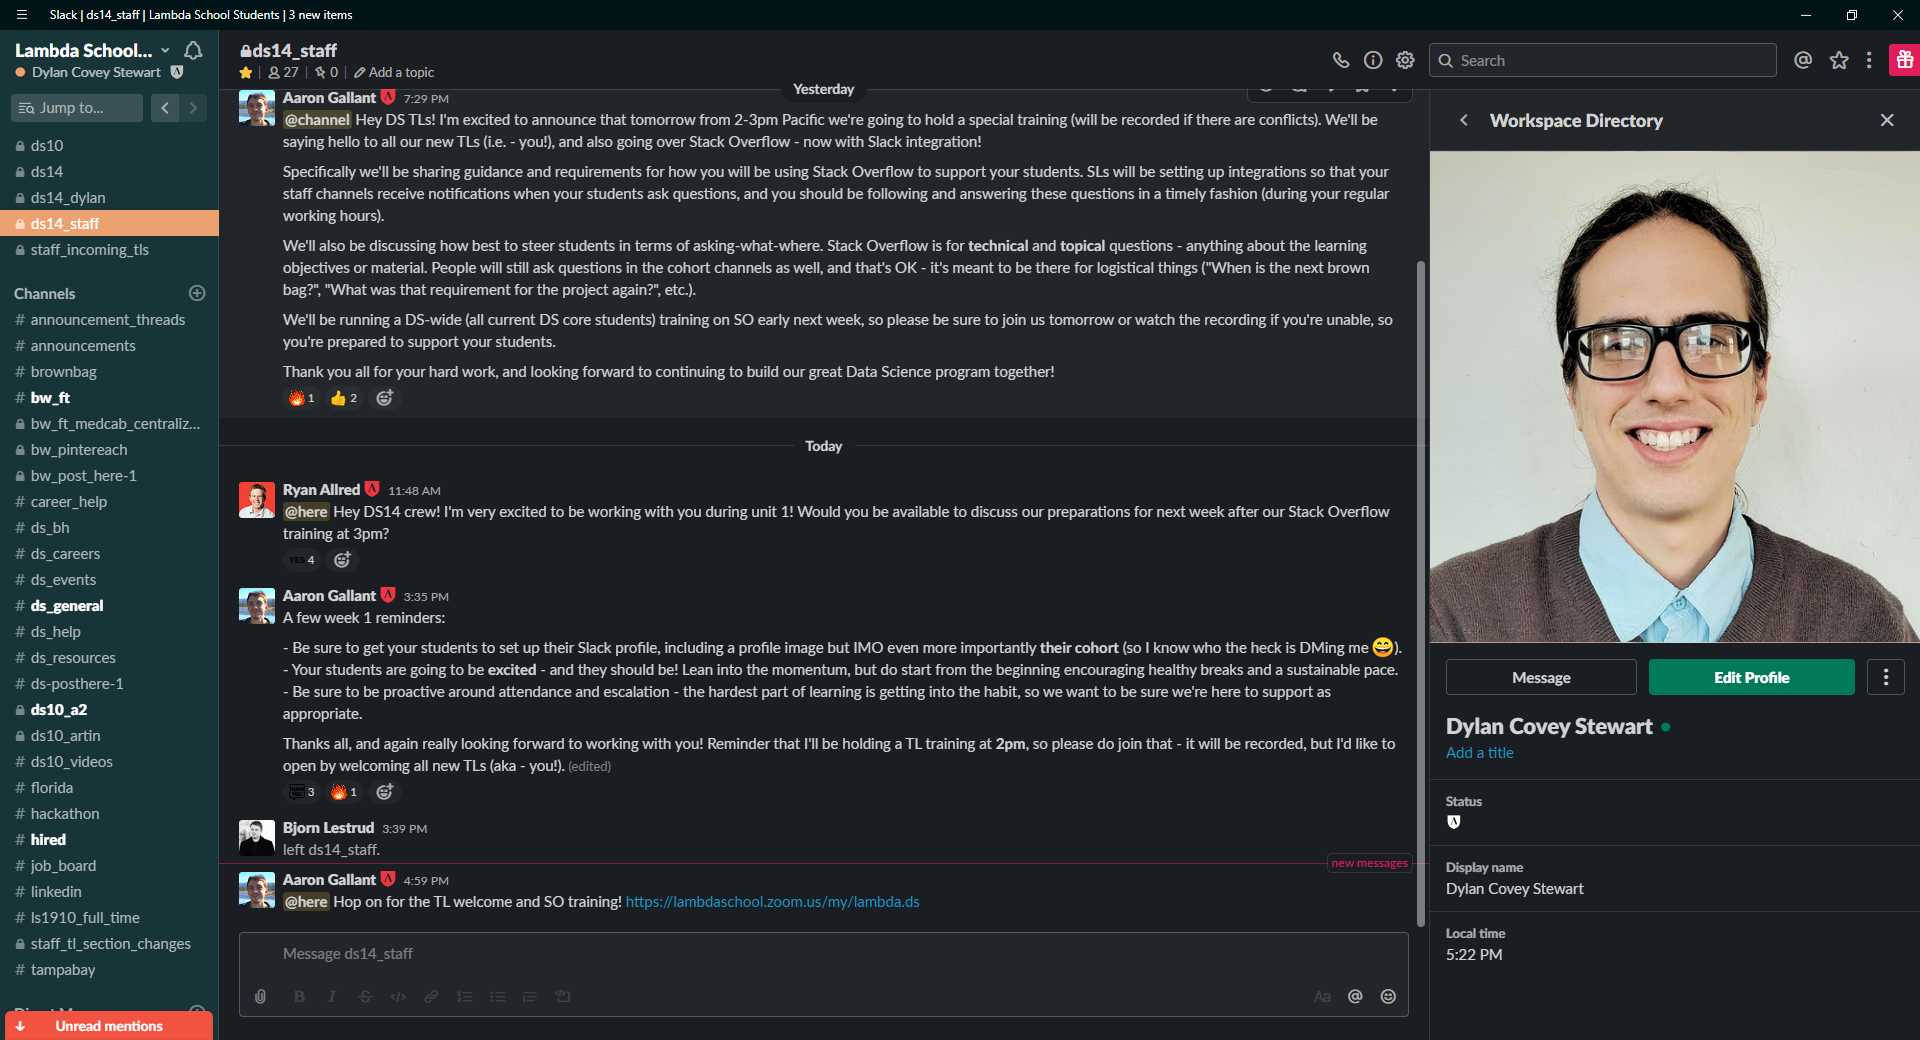 Slack | ds14_staff | Lambda School Students | 3 new items
Lambda School...
Dylan Covey Stewart
Jump to...
ds10
ds14
ds14_dylan
ds14_staff
staff_incoming_tls
Channels
# announcement_threads
# announcements
# brownbag
# bw_ft
bw_ft_medcab_centraliz...
bw_pintereach
bw_post_here-1
# career_help
# ds_bh
# ds_careers
# ds_events
# ds_general
# ds_help
# ds_resources
# ds-posthere-1
ds10_a2
ds10_artin
# ds10_videos
# florida
# hackathon
# hired
# job_board
# linkedin
# ls1910_full_time
staff_tl_section_changes
# tampabay
Unread mentions
ds14_staff
27 | 0 | Add a topic
Search
Yesterday
Aaron Gallant 7:29 PM
@channel Hey DS TLs! I'm excited to announce that tomorrow from 2-3pm Pacific we're going to hold a special training (will be recorded if there are conflicts). We'll be
saying hello to all our new TLs (i.e. - you!), and also going over Stack Overflow - now with Slack integration!
Specifically we'll be sharing guidance and requirements for how you will be using Stack Overflow to support your students. SLs will be setting up integrations so that your
staff channels receive notifications when your students ask questions, and you should be following and answering these questions in a timely fashion (during your regular
working hours).
We'll also be discussing how best to steer students in terms of asking-what-where. Stack Overflow is for technical and topical questions - anything about the learning
objectives or material. People will still ask questions in the cohort channels as well, and that's OK - it's meant to be there for logistical things ("When is the next brown
bag?", "What was that requirement for the project again?", etc.).
We'll be running a DS-wide (all current DS core students) training on SO early next week, so please be sure to join us tomorrow or watch the recording if you're unable, so
you're prepared to support your students.
Thank you all for your hard work, and looking forward to continuing to build our great Data Science program together!
1 2
Today
Ryan Allred 11:48 AM
@here Hey DS14 crew! I'm very excited to be working with you during unit 1! Would you be available to discuss our preparations for next week after our Stack Overflow
training at 3pm?
YES 4
Aaron Gallant 3:35 PM
A few week 1 reminders:
- Be sure to get your students to set up their Slack profile, including a profile image but IMO even more importantly their cohort (so I know who the heck is DMing me 😄).
- Your students are going to be excited - and they should be! Lean into the momentum, but do start from the beginning encouraging healthy breaks and a sustainable pace.
- Be sure to be proactive around attendance and escalation - the hardest part of learning is getting into the habit, so we want to be sure we're here to support as
appropriate.
Thanks all, and again really looking forward to working with you! Reminder that I'll be holding a TL training at 2pm, so please do join that - it will be recorded, but I'd like to
open by welcoming all new TLs (aka - you!). (edited)
3 1
Bjorn Lestrud 3:39 PM
left ds14_staff.
new messages
Aaron Gallant 4:59 PM
@here Hop on for the TL welcome and SO training! https://lambdaschool.zoom.us/my/lambda.ds
Message ds14_staff
B I S </> Aa @
Workspace Directory
Message
Edit Profile
Dylan Covey Stewart
Add a title
Status
Display name
Dylan Covey Stewart
Local time
5:22 PM